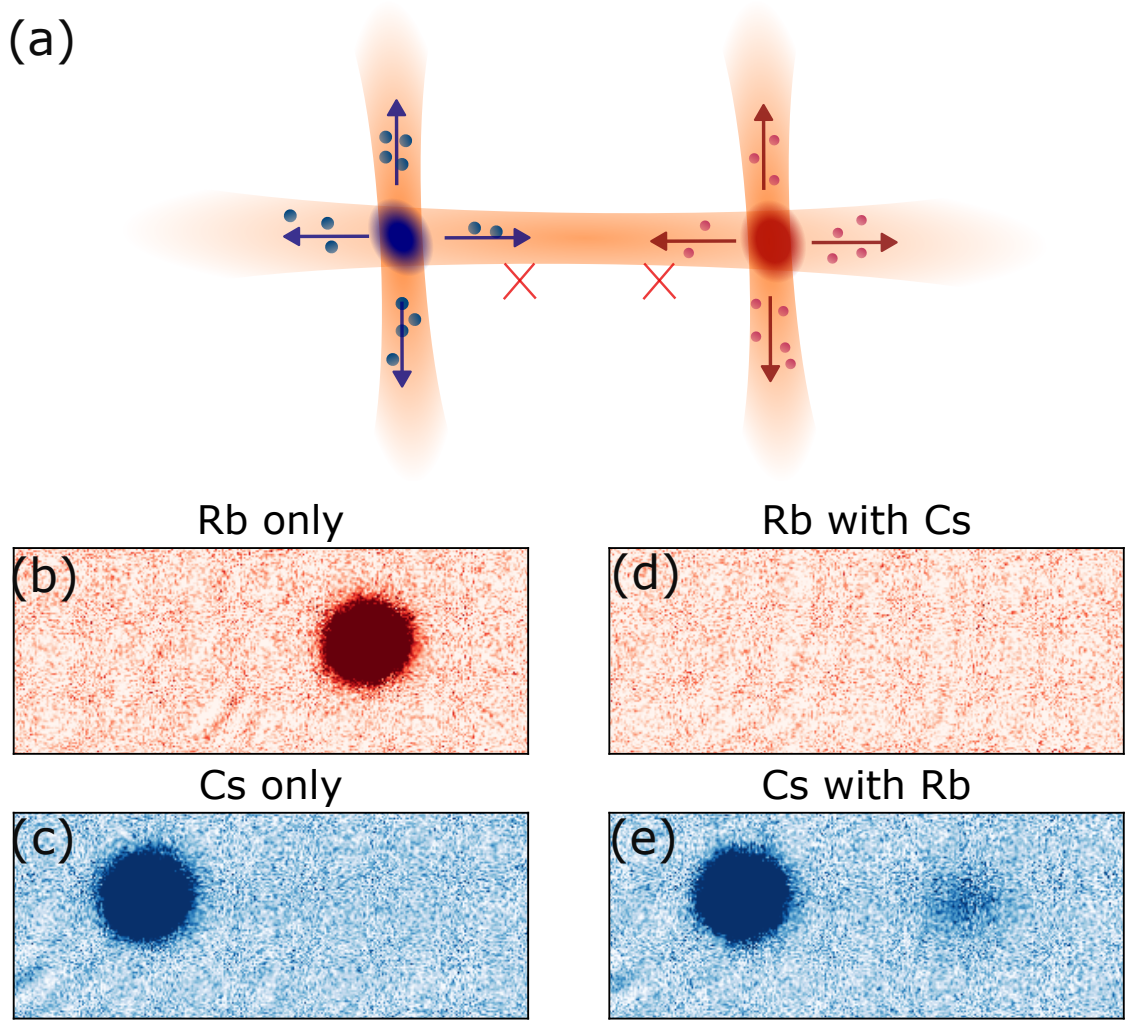 (a)
Rb only
Rb with Cs
(b)
(d)
Cs only
Cs with Rb
(c)
(e)